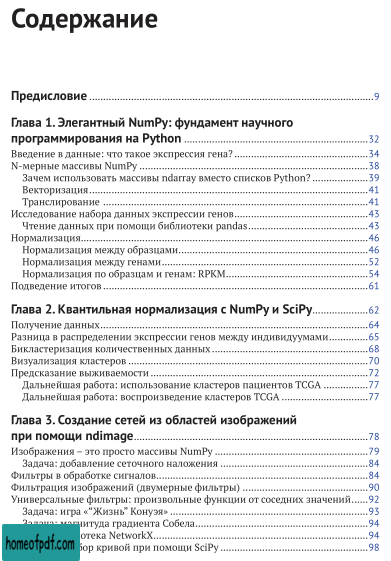 Содержание
Предисловие 9
Глава 1. Элегантный NumPy: фундамент научного
программирования на Python 32
Введение в данные: что такое экспрессия гена? 34
N-мерные массивы NumPy 38
Зачем использовать массивы ndarray вместо списков Python? 39
Векторизация 41
Транслирование 41
Исследование набора данных экспрессии генов 43
Чтение данных при помощи библиотеки pandas 43
Нормализация 46
Нормализация между образцами 46
Нормализация между генами 52
Нормализация по образцам и генам: RPKM 54
Подведение итогов 61
Глава 2. Квантильная нормализация с NumPy и SciPy 62
Получение данных 64
Разница в распределении экспрессии генов между индивидуумами 65
Бикластеризация количественных данных 68
Визуализация кластеров 70
Предсказание выживаемости 72
Дальнейшая работа: использование кластеров пациентов TCGA 77
Дальнейшая работа: воспроизведение кластеров TCGA 77
Глава 3. Создание сетей из областей изображений
при помощи ndimage 78
Изображения – это просто массивы NumPy 79
Задача: добавление сеточного наложения 84
Фильтры в обработке сигналов 84
Фильтрация изображений (двумерные фильтры) 90
Универсальные фильтры: произвольные функции от соседних значений 92
Задача: игра «“Жизнь” Конуэя» 93
Задача: магнитуда градиента Собела 94
NetworkX 94
кривой при помощи SciPy 98
homeofpdf.com